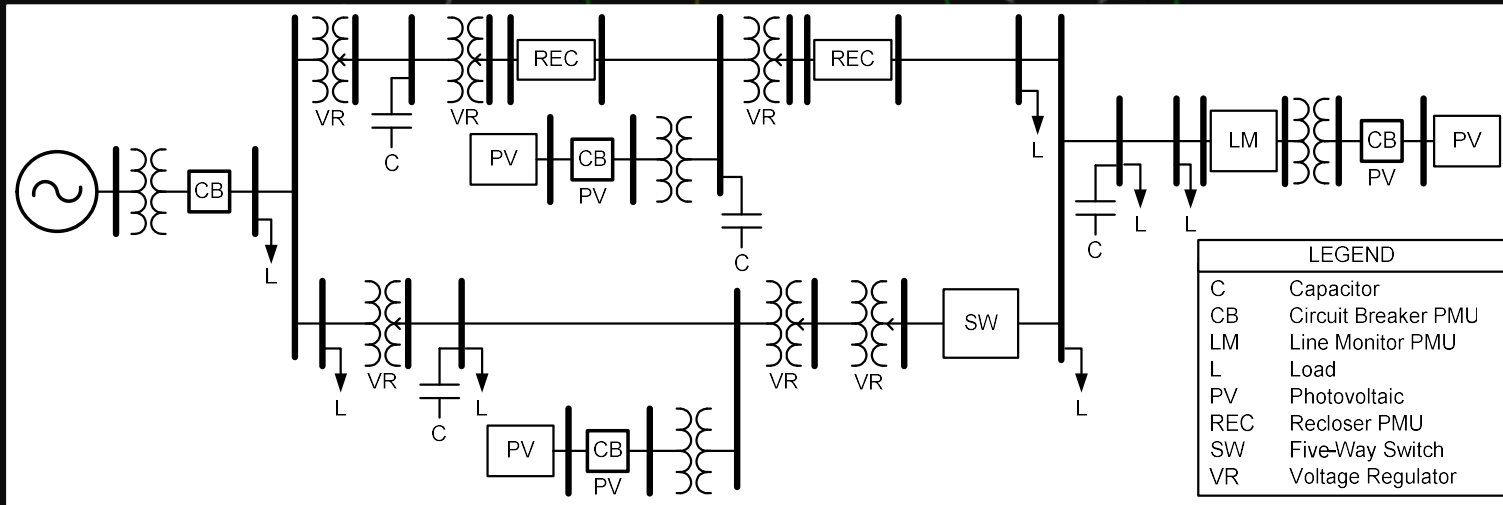 REC
REC
VR
VR
VR
C
PV
CB
PV
L
LM
CB
PV
PV
CB
L
C
C
L
L
SW
VR
L
C
L
VR
VR
L
PV
CB
PV
LEGEND
C Capacitor
CB Circuit Breaker PMU
LM Line Monitor PMU
L Load
PV Photovoltaic
REC Recloser PMU
SW Five-Way Switch
VR Voltage Regulator